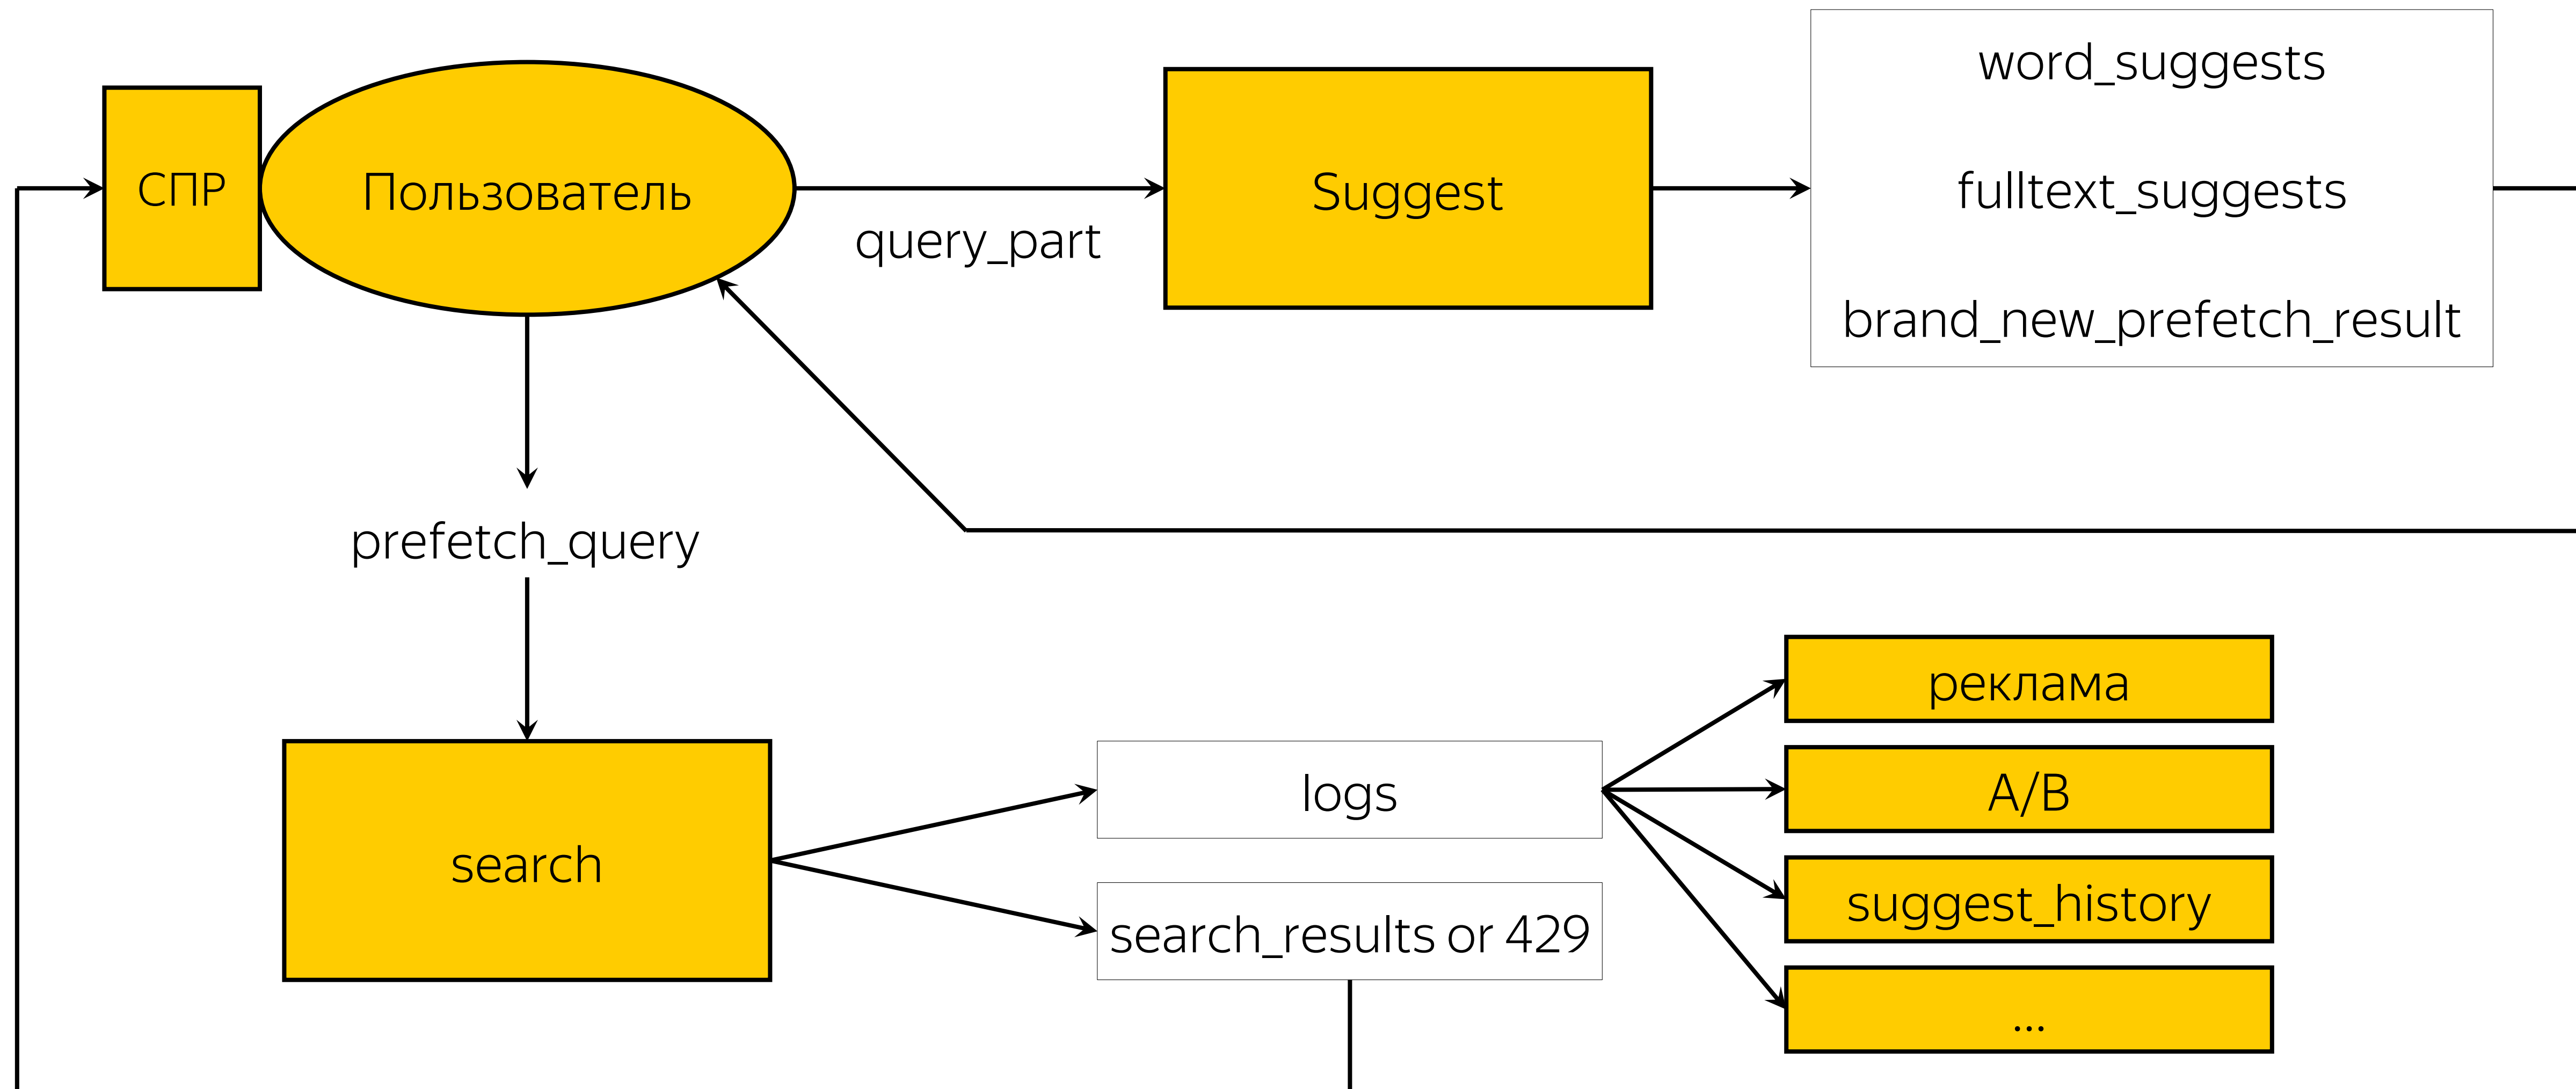 СПР
Пользователь
query_part
Suggest
word_suggests
fulltext_suggests
brand_new_prefetch_result
prefetch_query
search
logs
search_results or 429
реклама
A/B
suggest_history
...